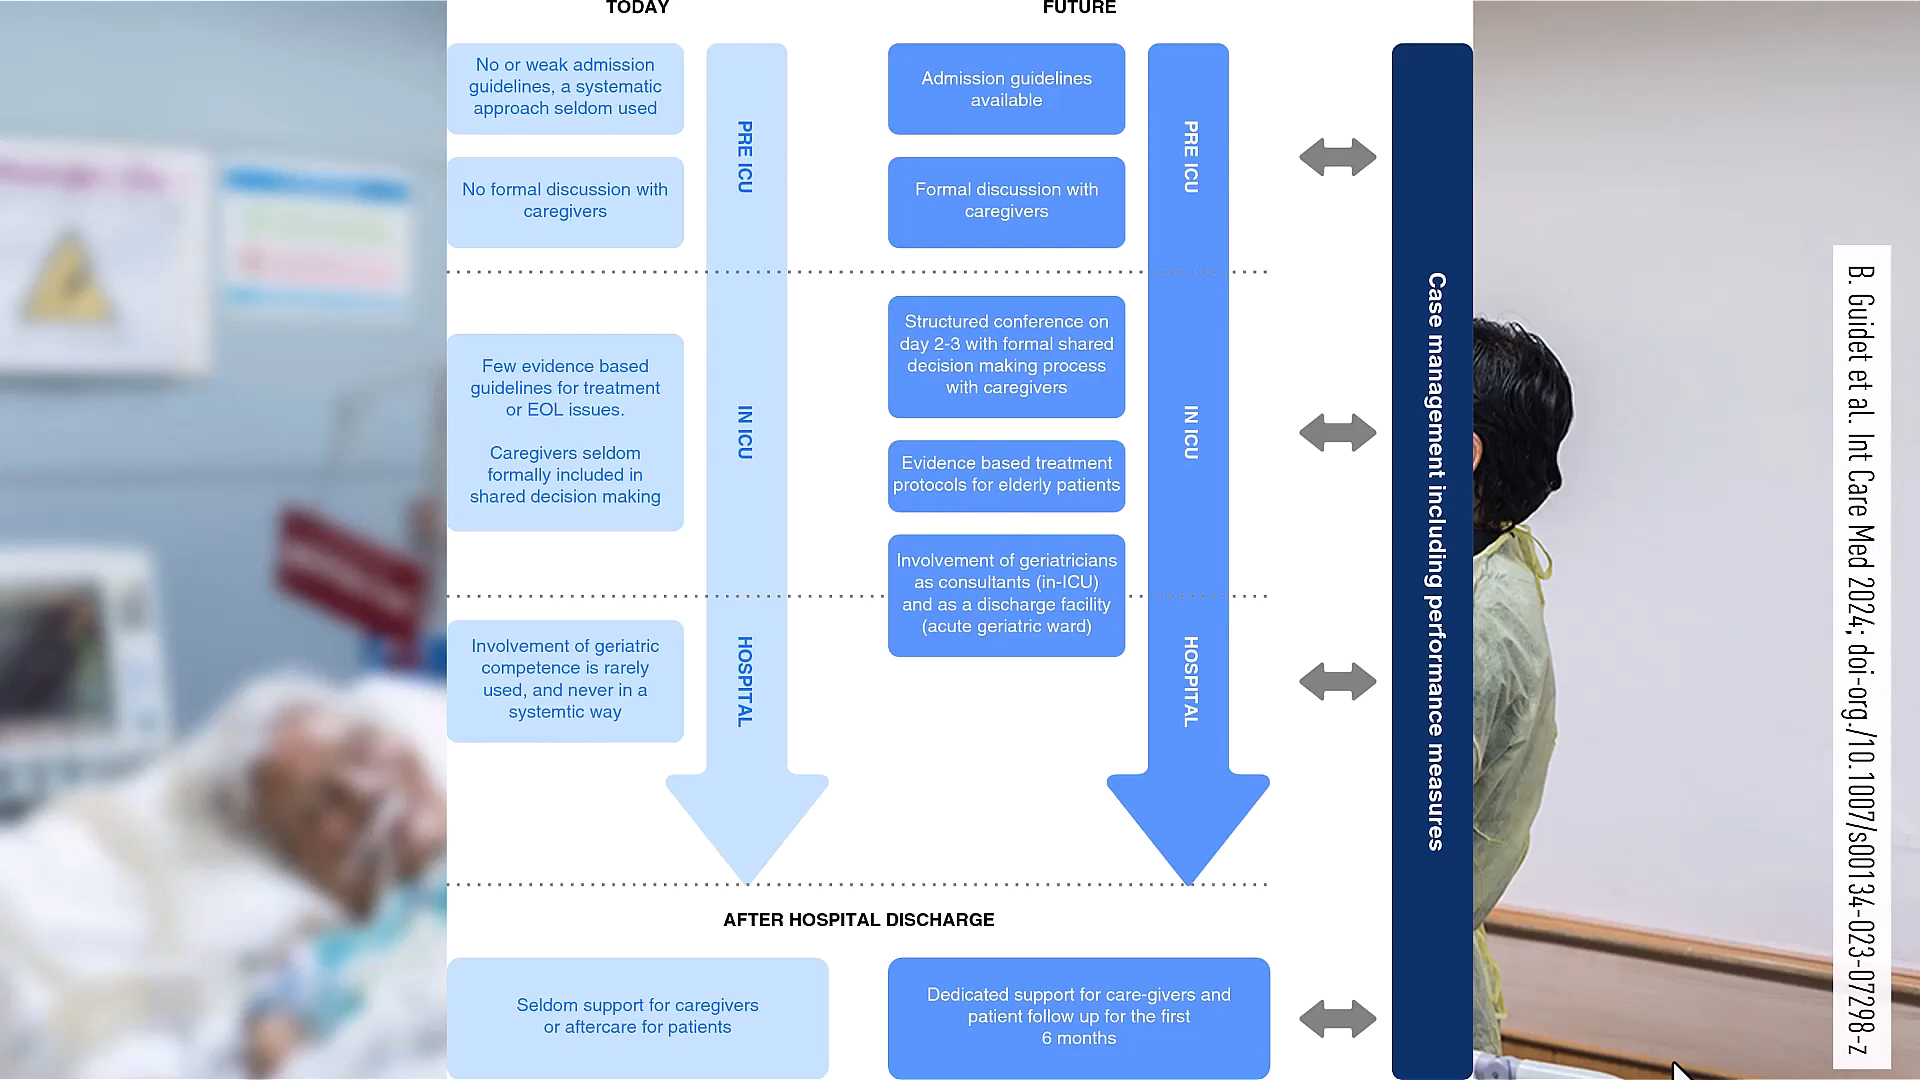 TODAY
No or weak admission
guidelines, a systematic
approach seldom used
No formal discussion with
caregivers
PRE ICU
Few evidence based
guidelines for treatment
or EOL issues.
Caregivers seldom
formally included in
shared decision making
IN ICU
Involvement of geriatric
competence is rarely
used, and never in a
systemtic way
HOSPITAL
FUTURE
Admission guidelines
available
Formal discussion with
caregivers
PRE ICU
Structured conference on
day 2-3 with formal shared
decision making process
with caregivers
Evidence based treatment
protocols for elderly patients
IN ICU
Involvement of geriatricians
as consultants (in-ICU)
and as a discharge facility
(acute geriatric ward)
HOSPITAL
AFTER HOSPITAL DISCHARGE
Seldom support for caregivers
or aftercare for patients
Dedicated support for care-givers and
patient follow up for the first
6 months
Case management including performance measures
B. Guidet et al. Int Care Med 2024; doi-org./10.1007/s00134-023-07298-z